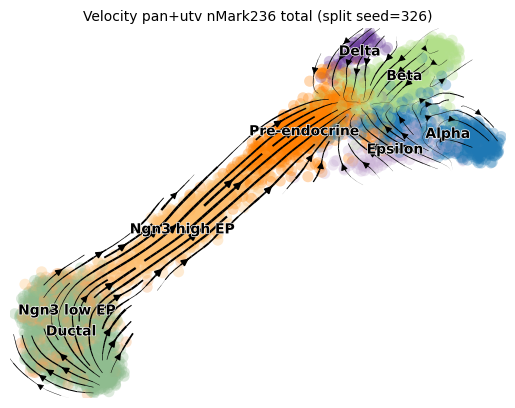 Velocity pan+utv nMark236 total (split seed=326)
Delta
Beta
Pre-endocrine
Alpha
Epsilon
Ngn3 high EP
Ngn3 low EP
Ductal